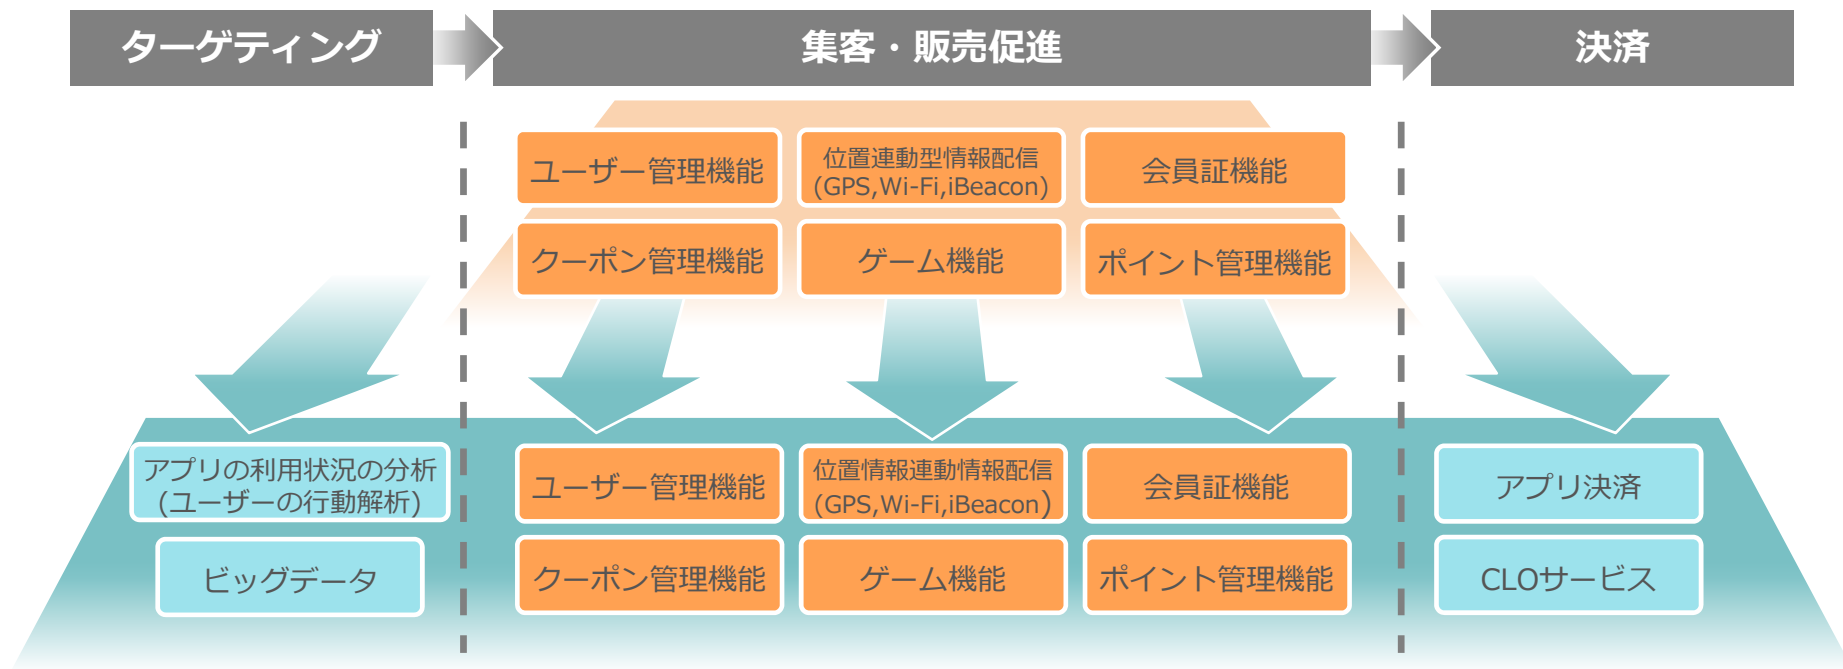 ターゲティング
集客・販売促進
決済
ユーザー管理機能
位置連動型情報配信
(GPS,Wi-Fi,iBeacon)
会員証機能
クーポン管理機能
ゲーム機能
ポイント管理機能
アプリの利用状況の分析
(ユーザーの行動解析)
ユーザー管理機能
位置情報連動情報配信
(GPS,Wi-Fi,iBeacon)
会員証機能
アプリ決済
ビッグデータ
クーポン管理機能
ゲーム機能
ポイント管理機能
CLOサービス